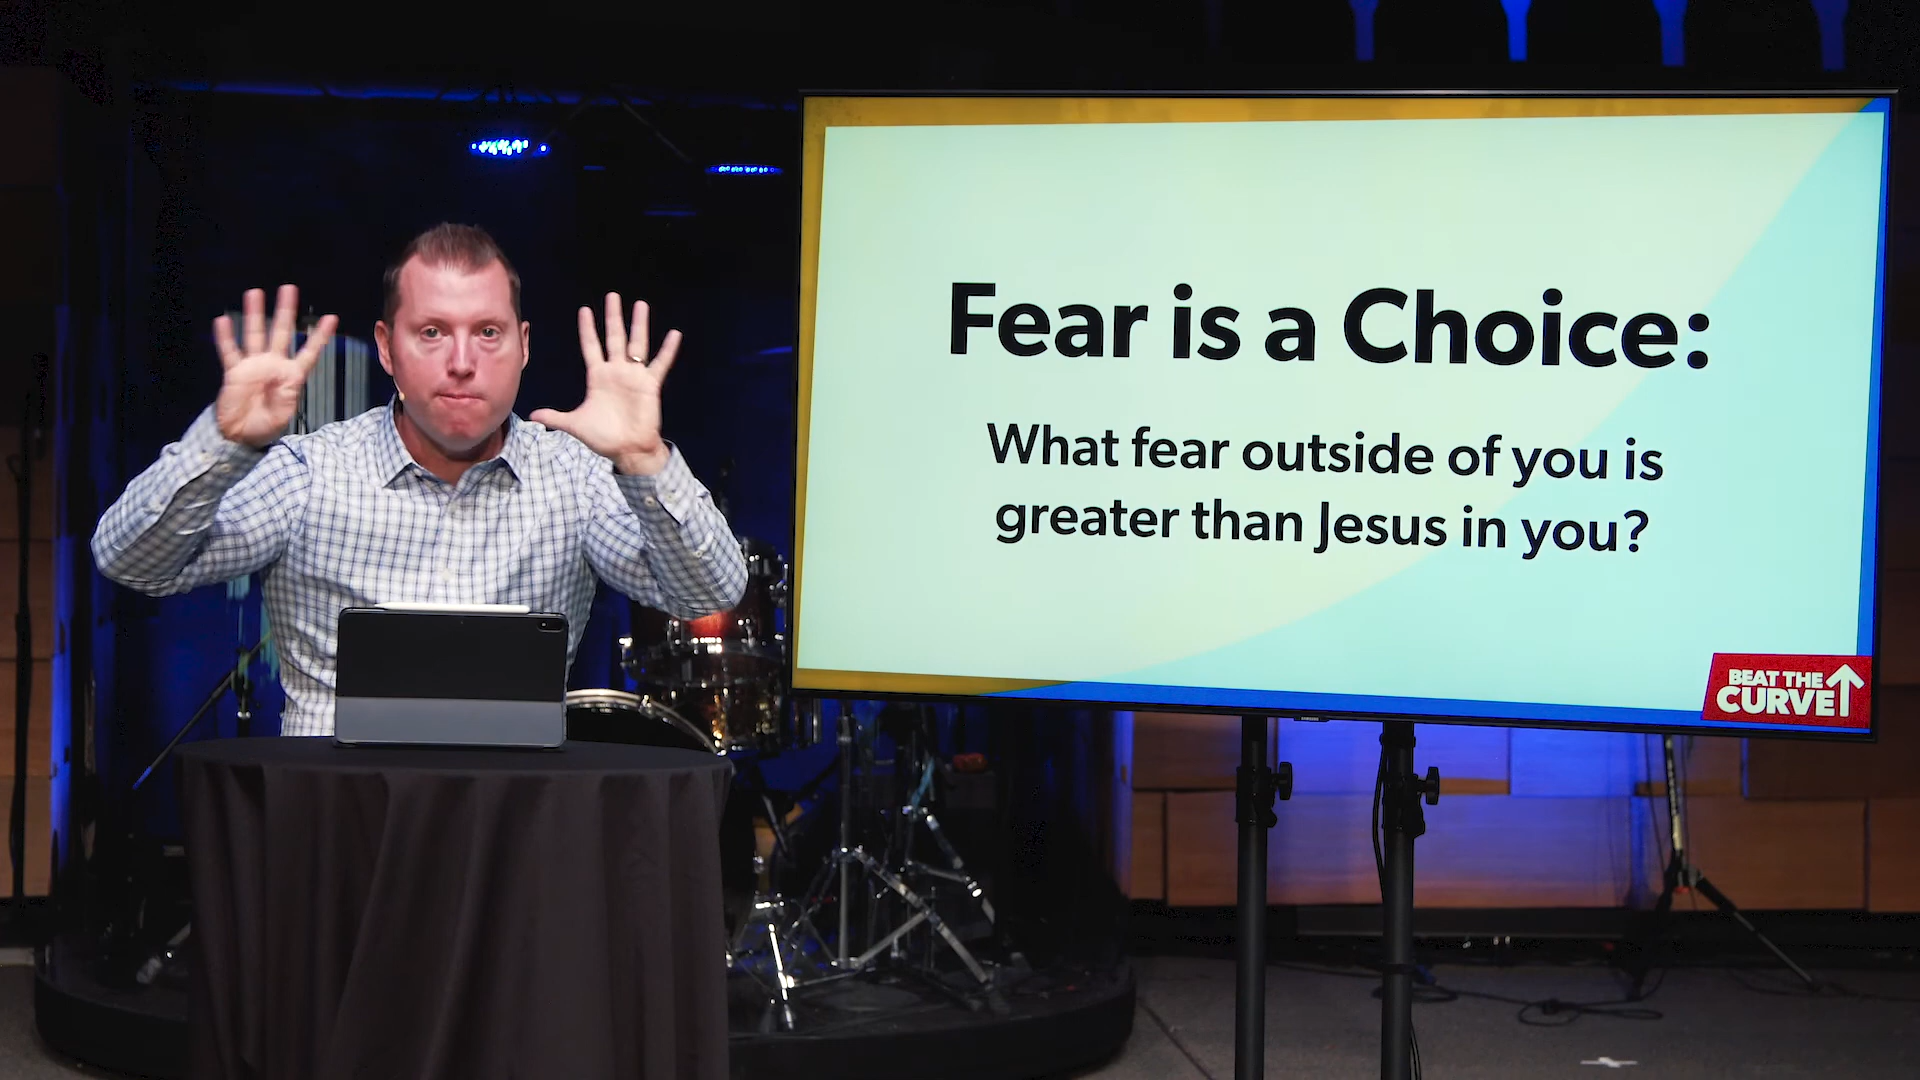 Fear is a Choice:
What fear outside of you is
greater than Jesus in you?
BEAT THE
CURVE